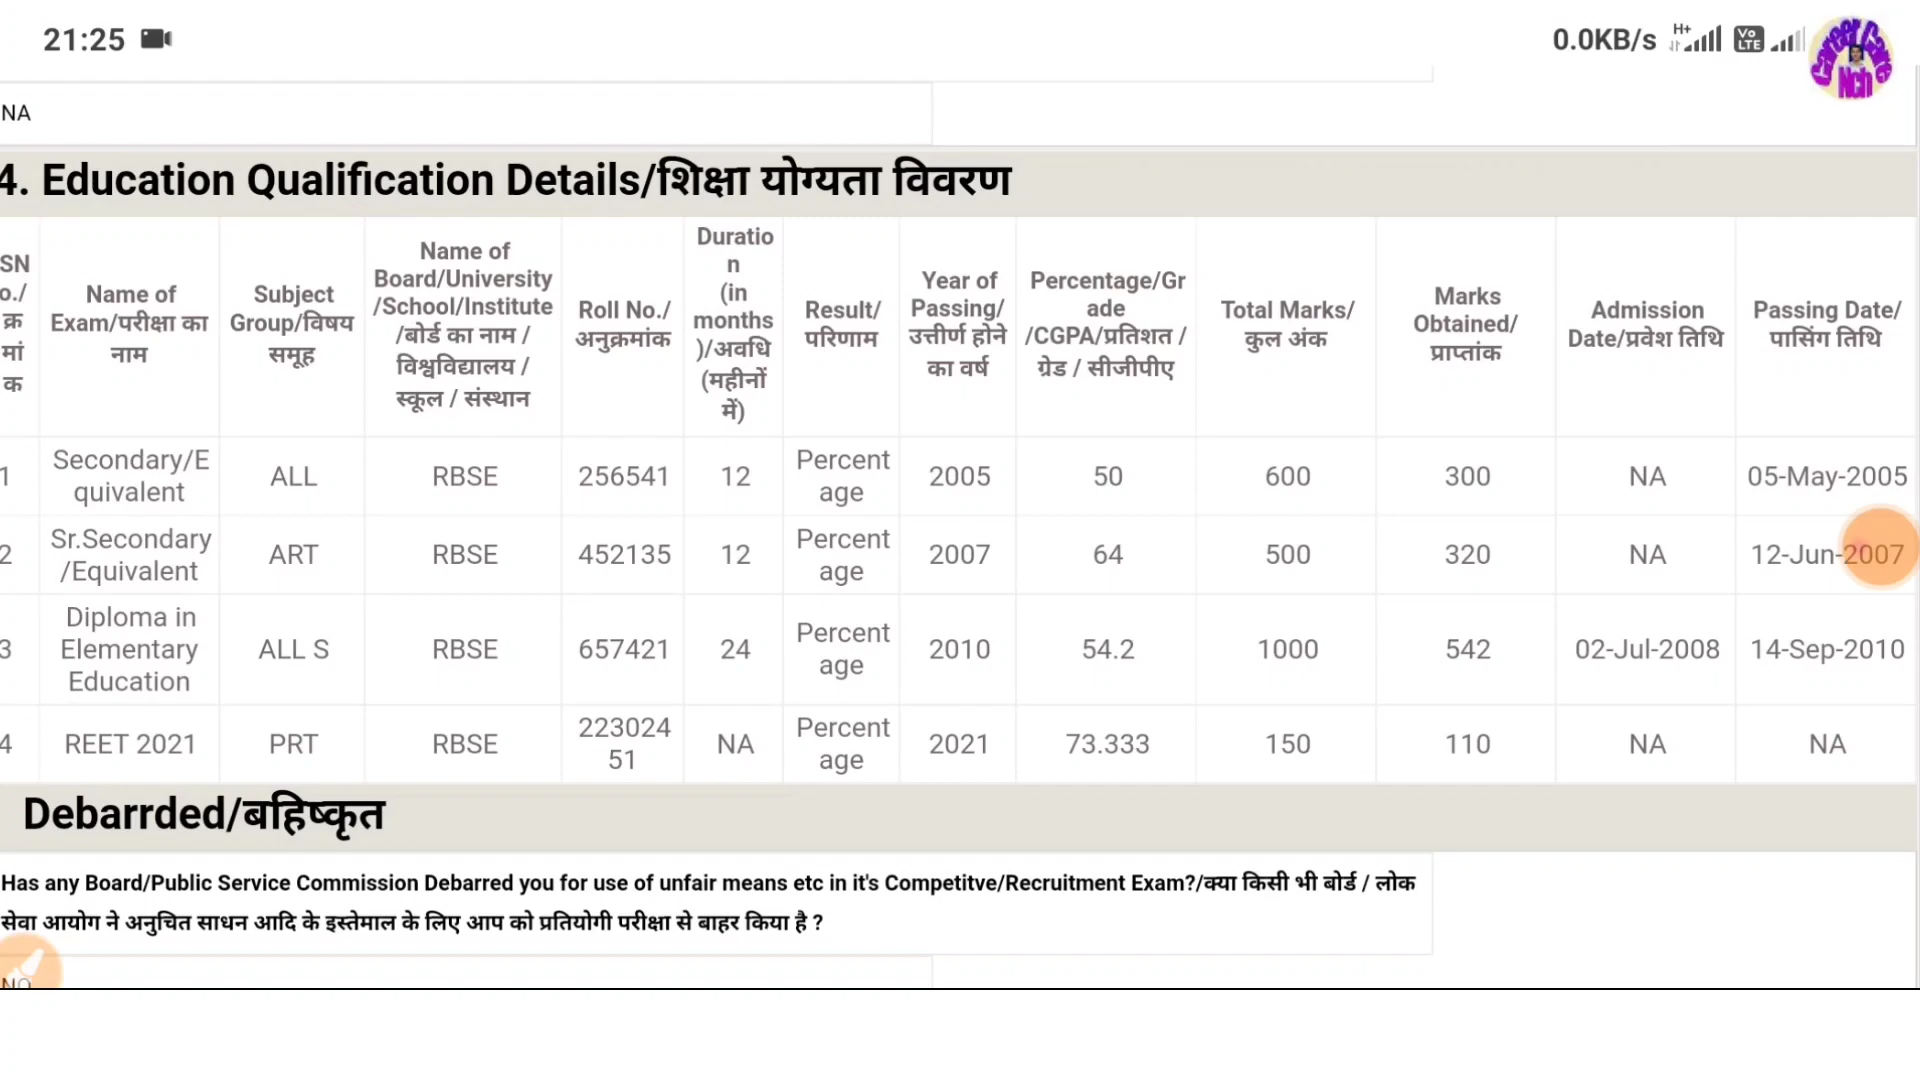 21:25
0.0KB/s H+ Vo LTE
NA
4. Education Qualification Details/शिक्षा योग्यता विवरण
SN
o./
क्र
मां
क
Name of
Exam/परीक्षा का
नाम
Subject
Group/विषय
समूह
Name of
Board/University
/School/Institute
/बोर्ड का नाम /
विश्वविद्यालय /
स्कूल / संस्थान
Roll No./
अनुक्रमांक
Duratio
n
(in
months
)/अवधि
(महीनों
में)
Result/
परिणाम
Year of
Passing/
उत्तीर्ण होने
का वर्ष
Percentage/Gr
ade
/CGPA/प्रतिशत /
ग्रेड / सीजीपीए
Total Marks/
कुल अंक
Marks
Obtained/
प्राप्तांक
Admission
Date/प्रवेश तिथि
Passing Date/
पासिंग तिथि
1
Secondary/E
quivalent
ALL
RBSE
256541
12
Percent
age
2005
50
600
300
NA
05-May-2005
2
Sr.Secondary
/Equivalent
ART
RBSE
452135
12
Percent
age
2007
64
500
320
NA
12-Jun-2007
3
Diploma in
Elementary
Education
ALL S
RBSE
657421
24
Percent
age
2010
54.2
1000
542
02-Jul-2008
14-Sep-2010
4
REET 2021
PRT
RBSE
223024
51
NA
Percent
age
2021
73.333
150
110
NA
NA
Debarrded/बहिष्कृत
Has any Board/Public Service Commission Debarred you for use of unfair means etc in it's Competitve/Recruitment Exam?/क्या किसी भी बोर्ड / लोक
सेवा आयोग ने अनुचित साधन आदि के इस्तेमाल के लिए आप को प्रतियोगी परीक्षा से बाहर किया है ?
NO